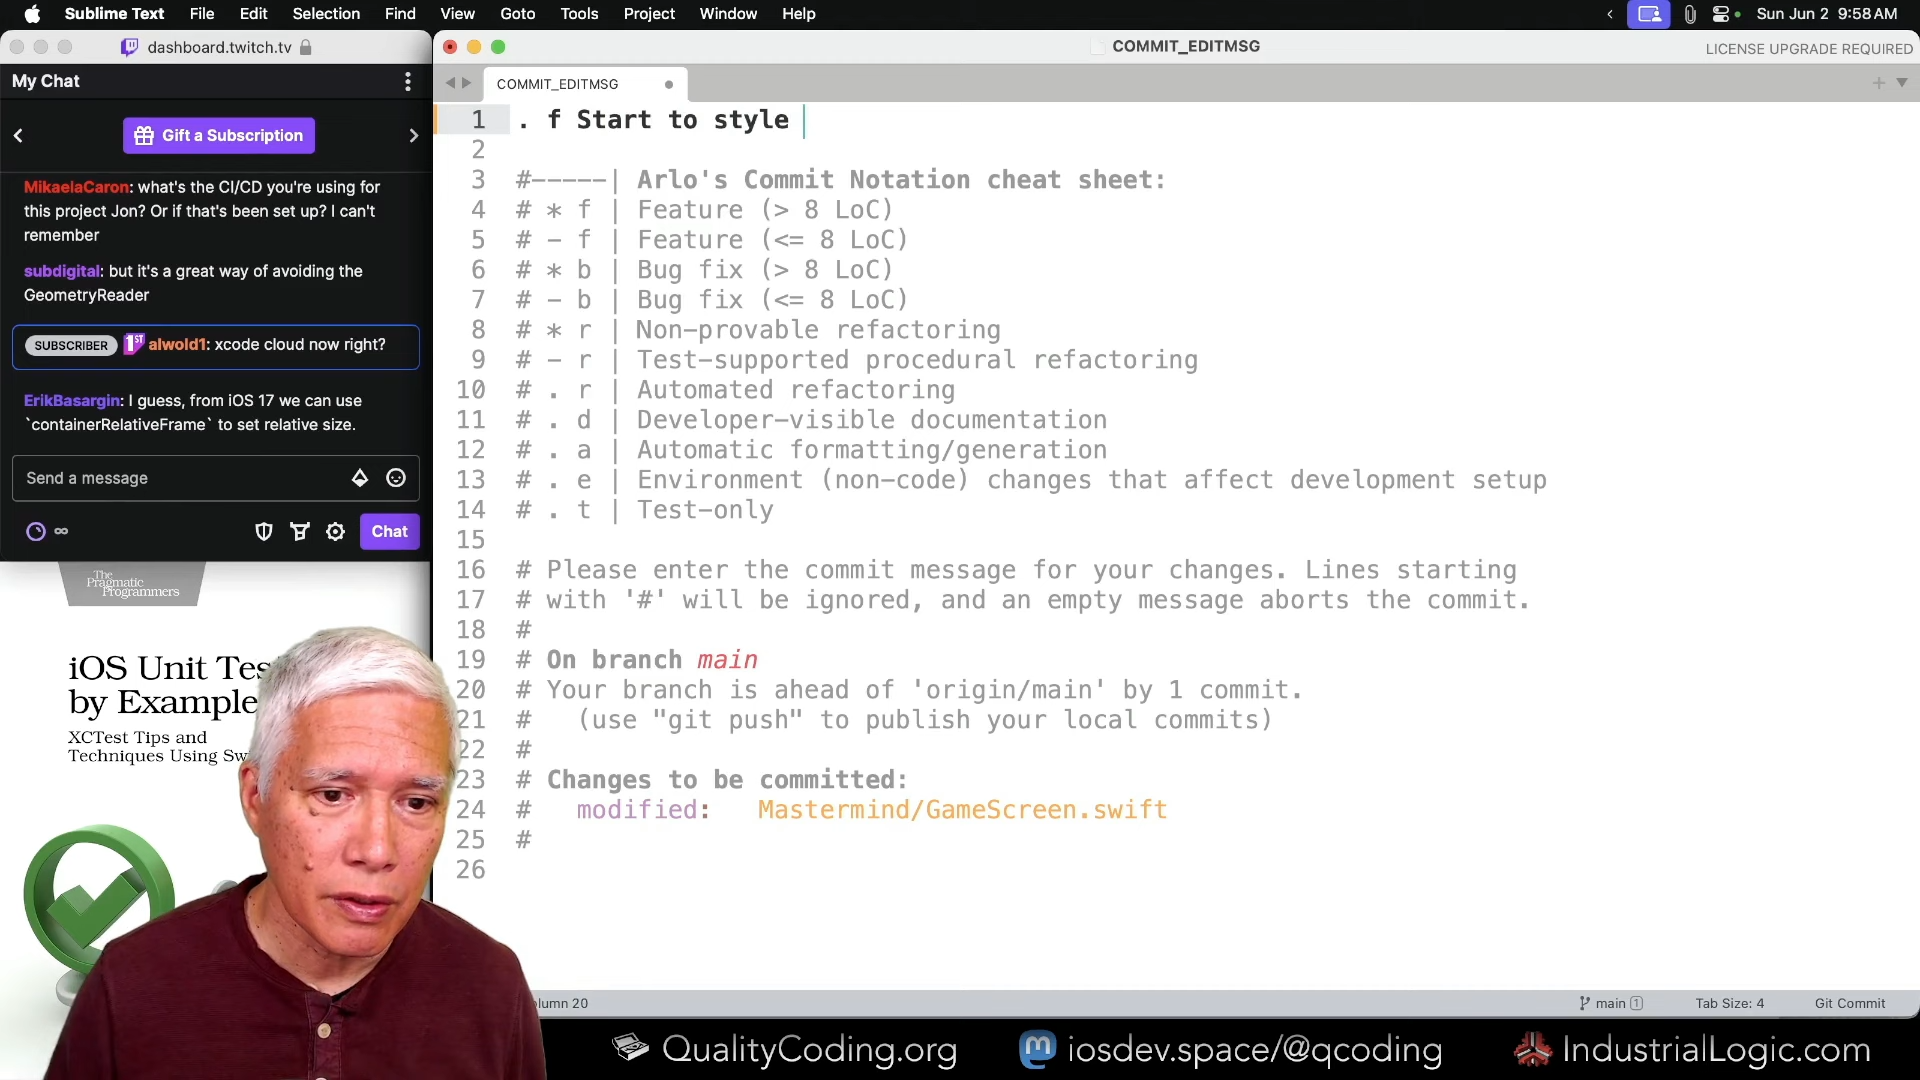 Sublime Text File Edit Selection Find View Goto Tools Project Window Help
Sun Jun 2 9:58 AM
dashboard.twitch.tv
COMMIT_EDITMSG
LICENSE UPGRADE REQUIRED
My Chat
COMMIT_EDITMSG
Gift a Subscription
MikaelaCaron: what's the CI/CD you're using for
this project Jon? Or if that's been set up? I can't
remember
subdigital: but it's a great way of avoiding the
GeometryReader
SUBSCRIBER 1ST alwold1: xcode cloud now right?
ErikBasargin: I guess, from iOS 17 we can use
`containerRelativeFrame` to set relative size.
Send a message
Chat
1 . f Start to style
2
3 #-----| Arlo's Commit Notation cheat sheet:
4 # * f | Feature (> 8 LoC)
5 # - f | Feature (<= 8 LoC)
6 # * b | Bug fix (> 8 LoC)
7 # - b | Bug fix (<= 8 LoC)
8 # * r | Non-provable refactoring
9 # - r | Test-supported procedural refactoring
10 # . r | Automated refactoring
11 # . d | Developer-visible documentation
12 # . a | Automatic formatting/generation
13 # . e | Environment (non-code) changes that affect development setup
14 # . t | Test-only
15
16 # Please enter the commit message for your changes. Lines starting
17 # with '#' will be ignored, and an empty message aborts the commit.
18 #
19 # On branch main
20 # Your branch is ahead of 'origin/main' by 1 commit.
21 #   (use "git push" to publish your local commits)
22 #
23 # Changes to be committed:
24 #   modified:   Mastermind/GameScreen.swift
25 #
26
The
Pragmatic
Programmers
iOS Unit Tes
by Example
XCTest Tips and
Techniques Using Sw
20
main 1
Tab Size: 4
Git Commit
QualityCoding.org
iosdev.space/@qcoding
IndustrialLogic.com